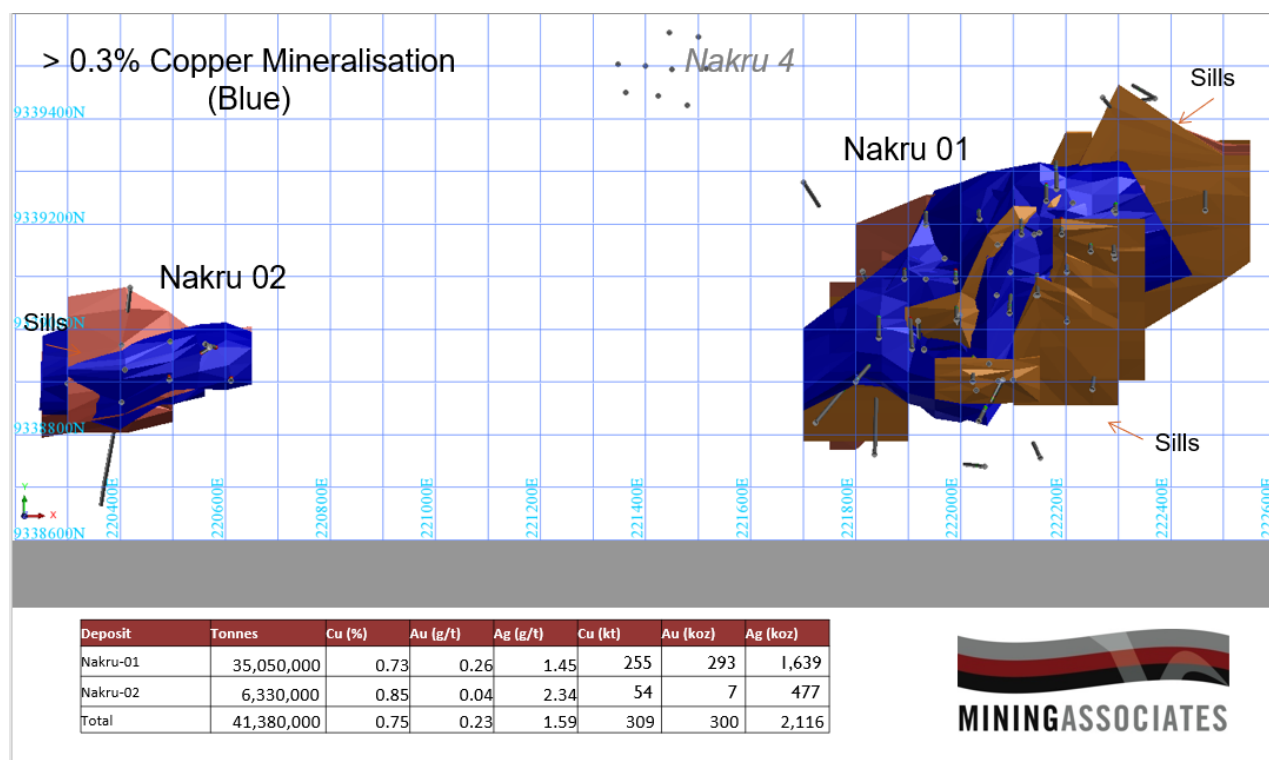 > 0.3% Copper Mineralisation
(Blue)
Nakru 4
Sills
9339400N
Nakru 01
9339200N
Nakru 02
Sills
9338800N
Sills
9338600N
220400E
220600E
220800E
221000E
221200E
221400E
221600E
221800E
222000E
222200E
222400E
222600E
Y
X
Deposit Tonnes Cu (%) Au (g/t) Ag (g/t) Cu (kt) Au (koz) Ag (koz)
Nakru-01 35,050,000 0.73 0.26 1.45 255 293 1,639
Nakru-02 6,330,000 0.85 0.04 2.34 54 7 477
Total 41,380,000 0.75 0.23 1.59 309 300 2,116
MININGASSOCIATES